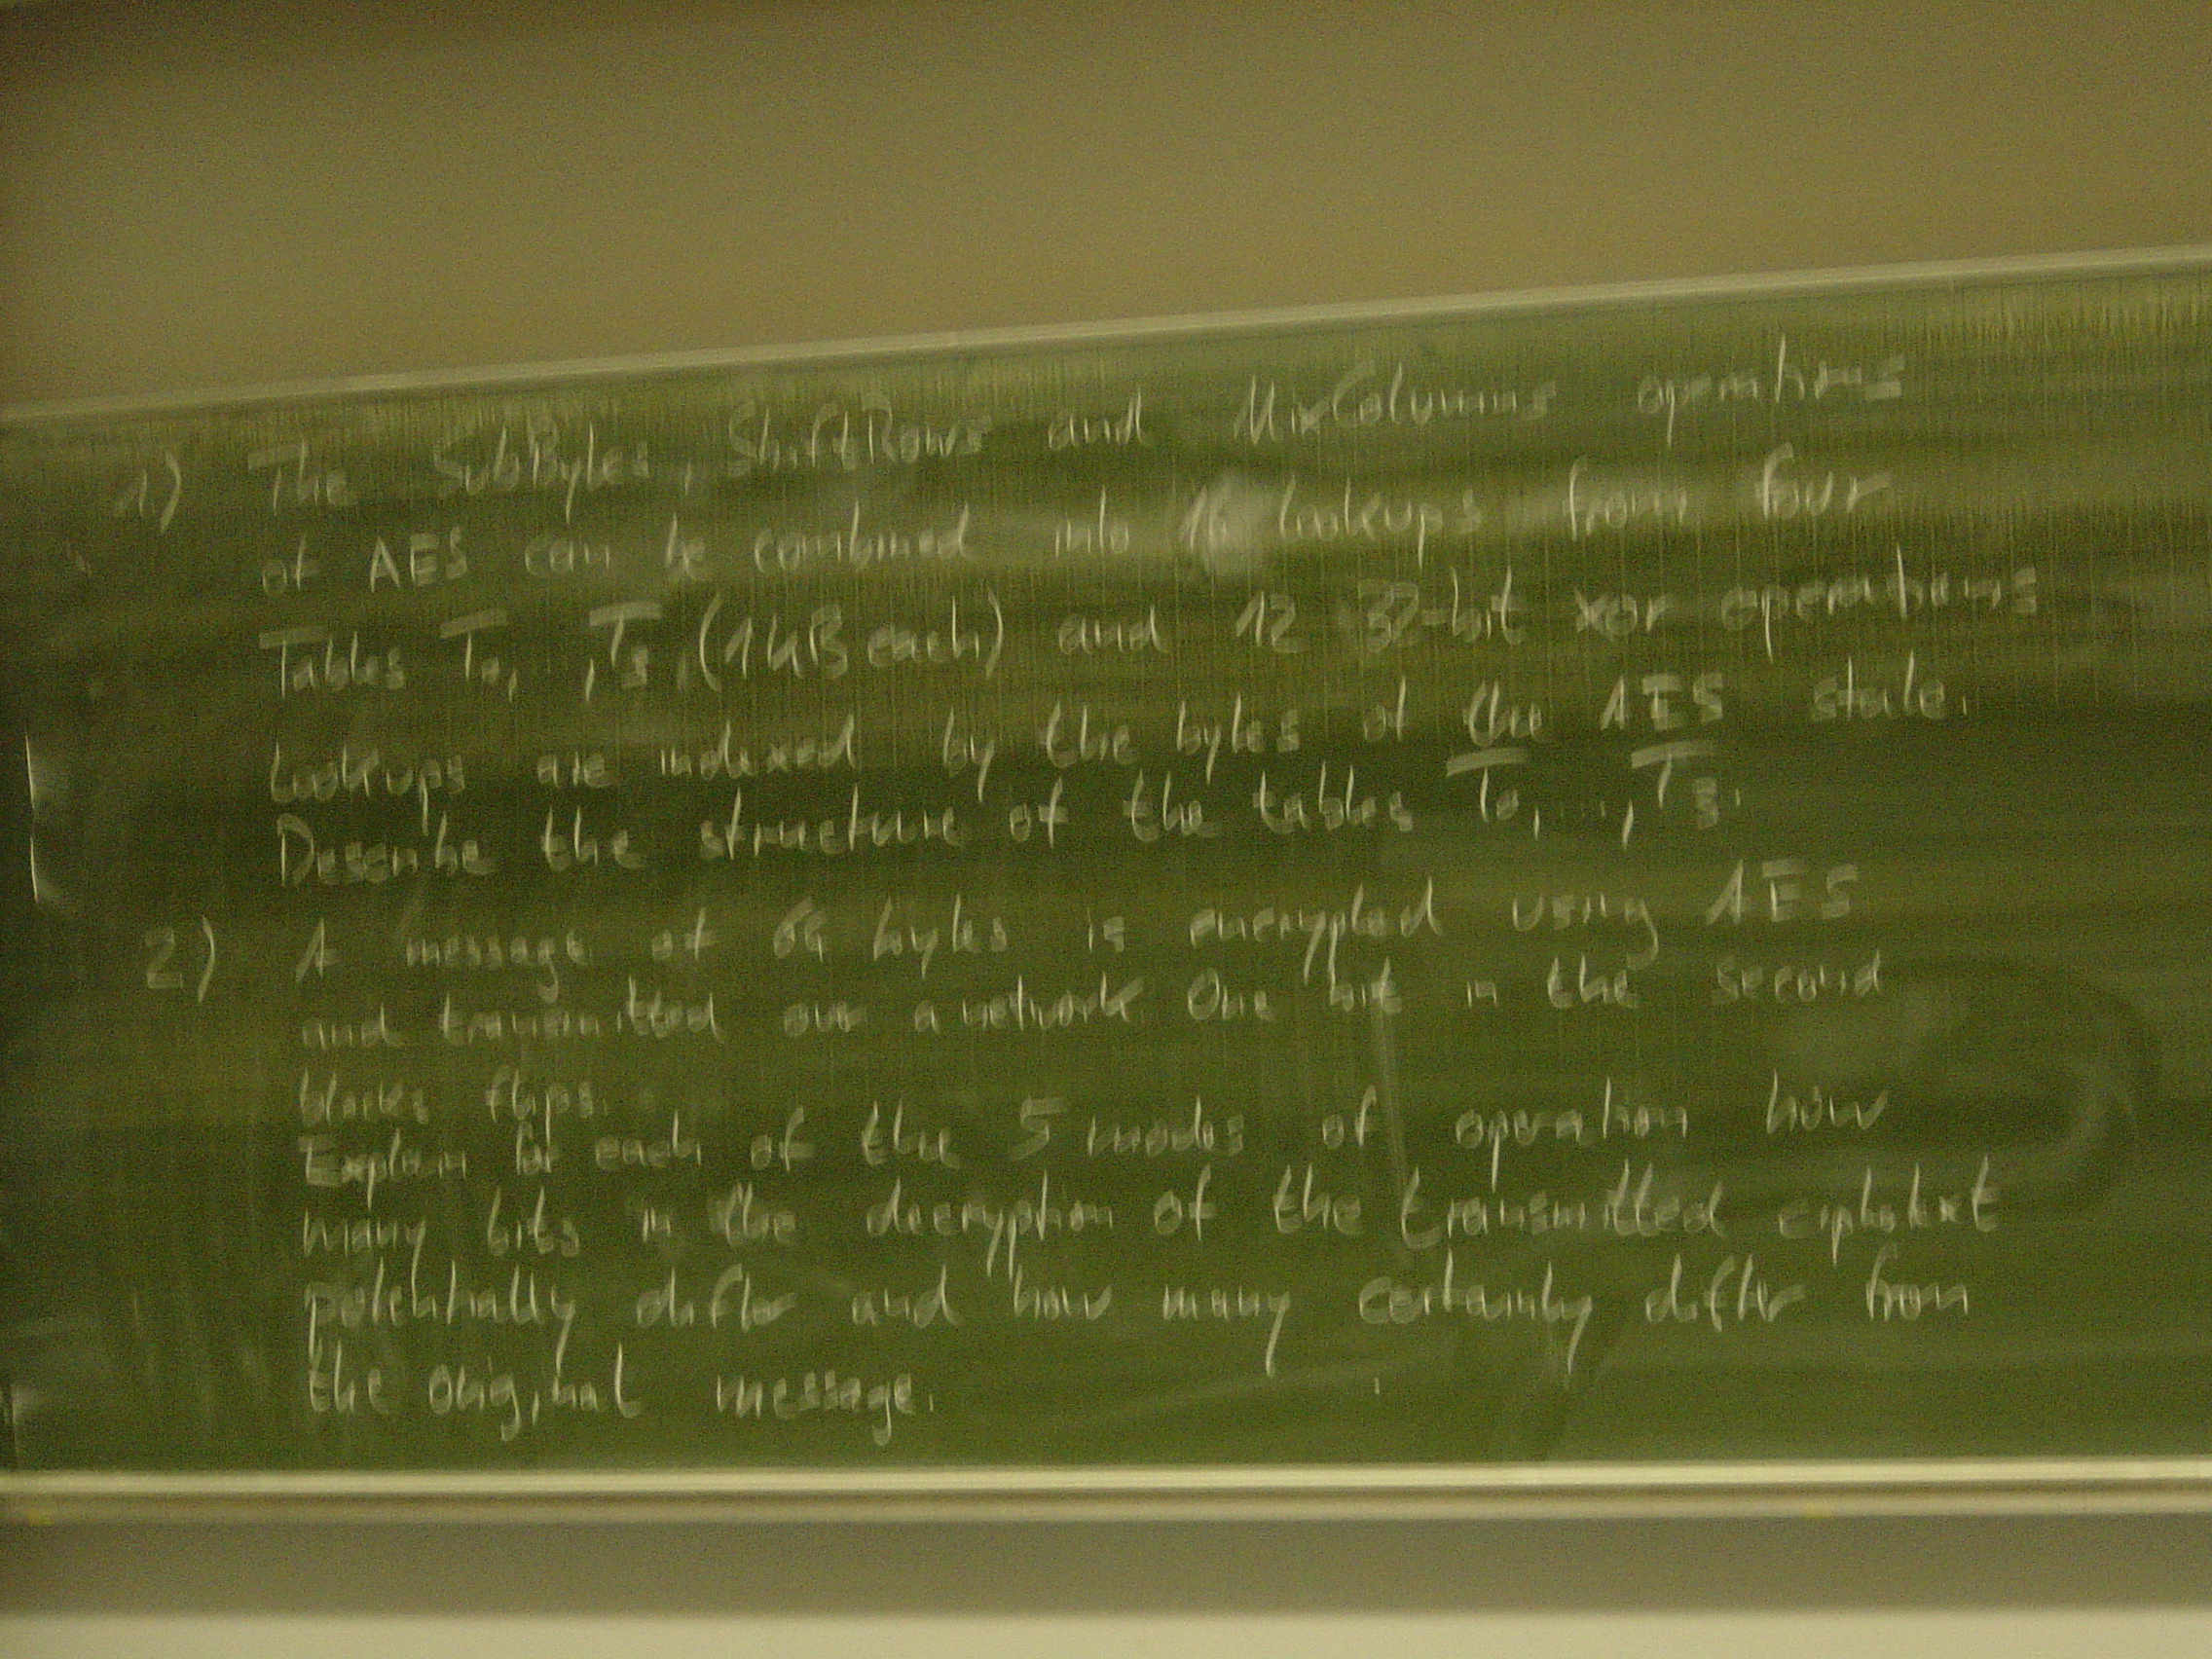 1) The SubBytes, ShiftRows and MixColumns operations
of AES can be combined into 16 lookups from four
Tables T0, ,T3,(1KB each) and 12 32-bit xor operations
Lookups are indexed by the bytes of the AES state.
Describe the structure of the tables T0, ..., T3.
2) A message of 64 bytes is encrypted using AES
and transmitted over a network One bit in the second
blocks flips.
Explain for each of the 5 modes of operation how
many bits in the decryption of the transmitted ciphertext
potentially differ and how many certainly differ from
the original message.